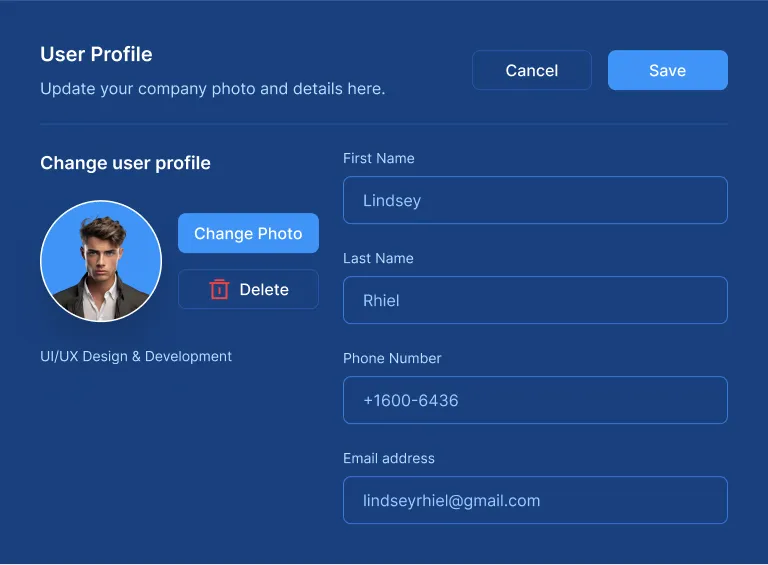 User Profile
Update your company photo and details here.
Cancel
Save
Change user profile
Change Photo
Delete
UI/UX Design & Development
First Name
Lindsey
Last Name
Rhiel
Phone Number
+1600-6436
Email address
lindseyrhiel@gmail.com